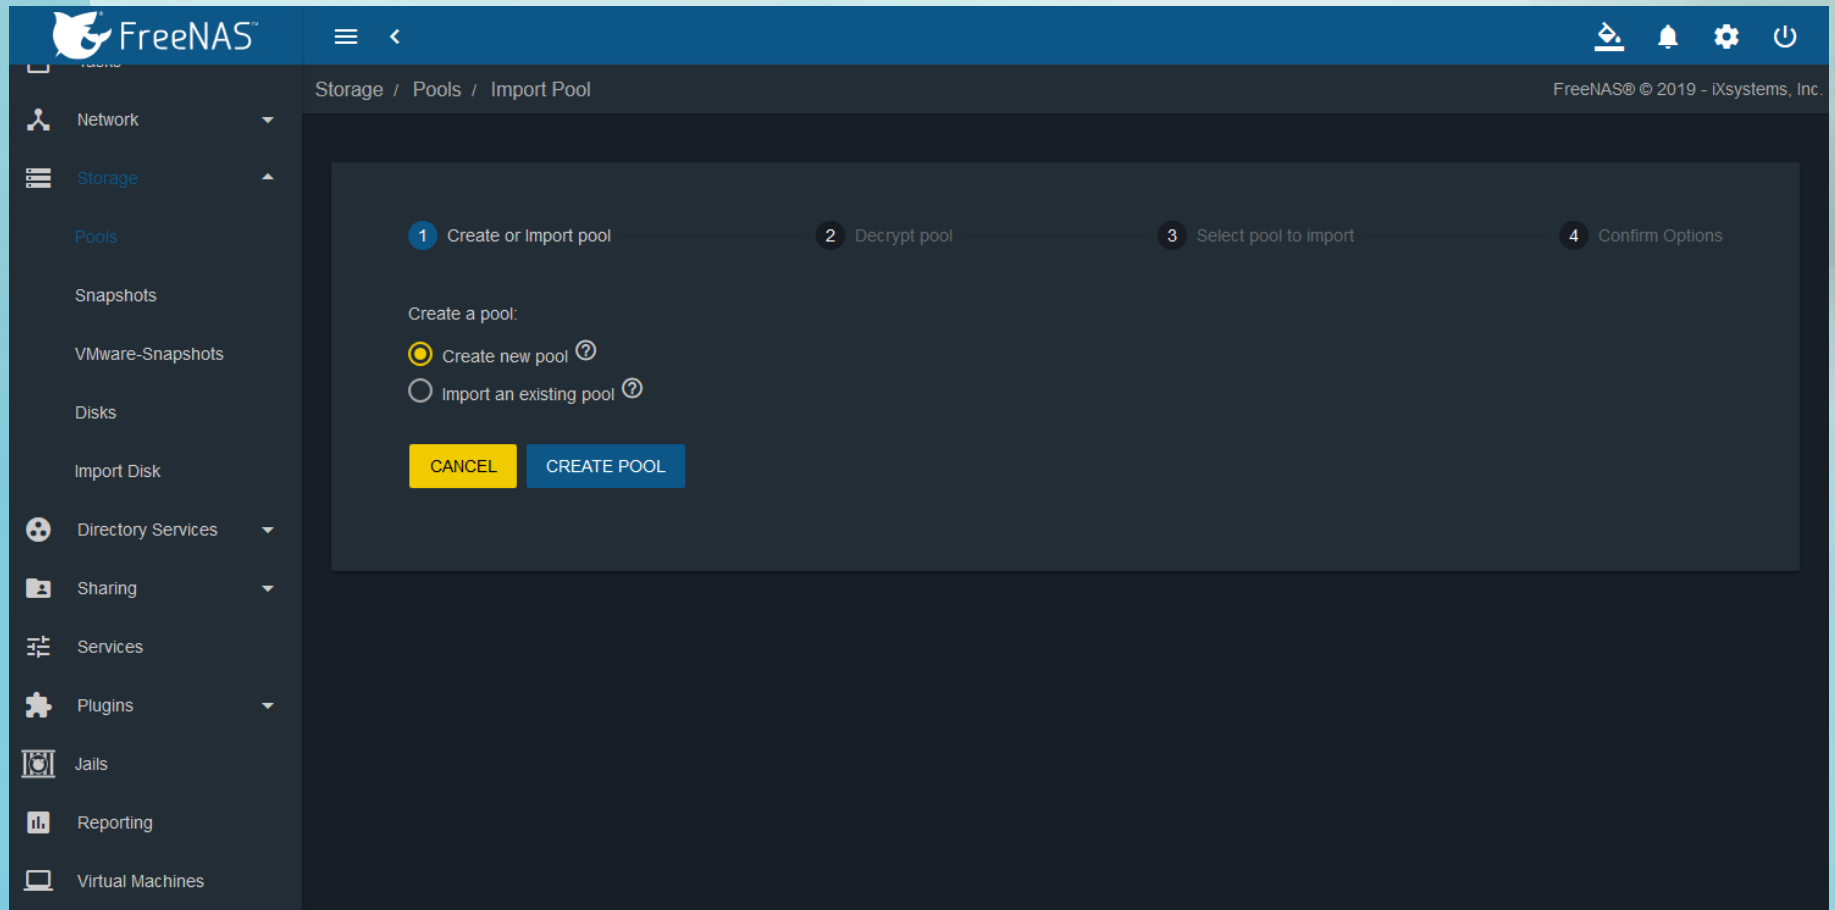 FreeNAS®™
Storage / Pools / Import Pool
FreeNAS® © 2019 - iXsystems, Inc.
Tasks
Network
Storage
Pools
Snapshots
VMware-Snapshots
Disks
Import Disk
Directory Services
Sharing
Services
Plugins
Jails
Reporting
Virtual Machines
1 Create or Import pool
2 Decrypt pool
3 Select pool to import
4 Confirm Options
Create a pool:
Create new pool ?
Import an existing pool ?
CANCEL
CREATE POOL